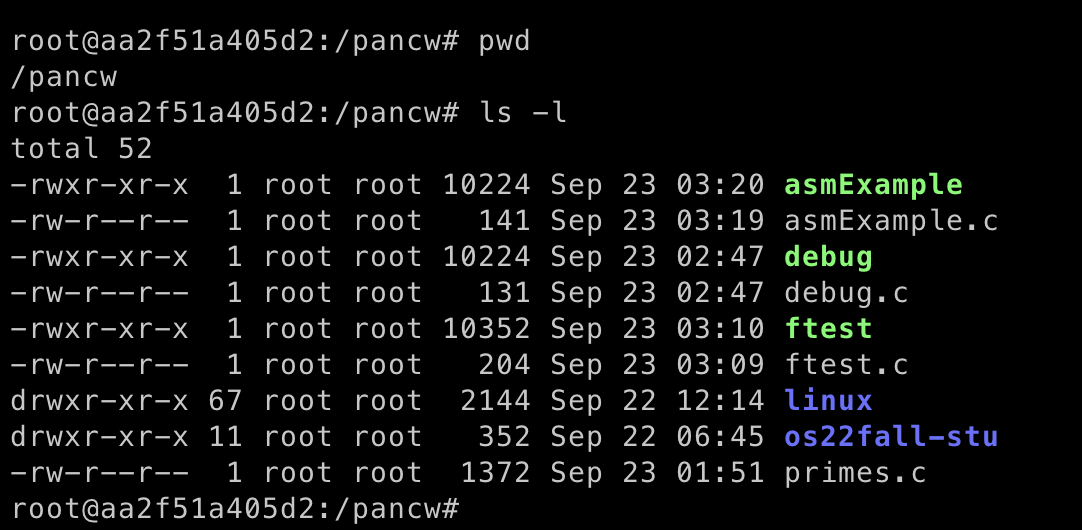 root@aa2f51a405d2:/pancw# pwd
/pancw
root@aa2f51a405d2:/pancw# ls -l
total 52
-rwxr-xr-x  1 root root 10224 Sep 23 03:20 asmExample
-rw-r--r--  1 root root   141 Sep 23 03:19 asmExample.c
-rwxr-xr-x  1 root root 10224 Sep 23 02:47 debug
-rw-r--r--  1 root root   131 Sep 23 02:47 debug.c
-rwxr-xr-x  1 root root 10352 Sep 23 03:10 ftest
-rw-r--r--  1 root root   204 Sep 23 03:09 ftest.c
drwxr-xr-x 67 root root  2144 Sep 22 12:14 linux
drwxr-xr-x 11 root root   352 Sep 22 06:45 os22fall-stu
-rw-r--r--  1 root root  1372 Sep 23 01:51 primes.c
root@aa2f51a405d2:/pancw#